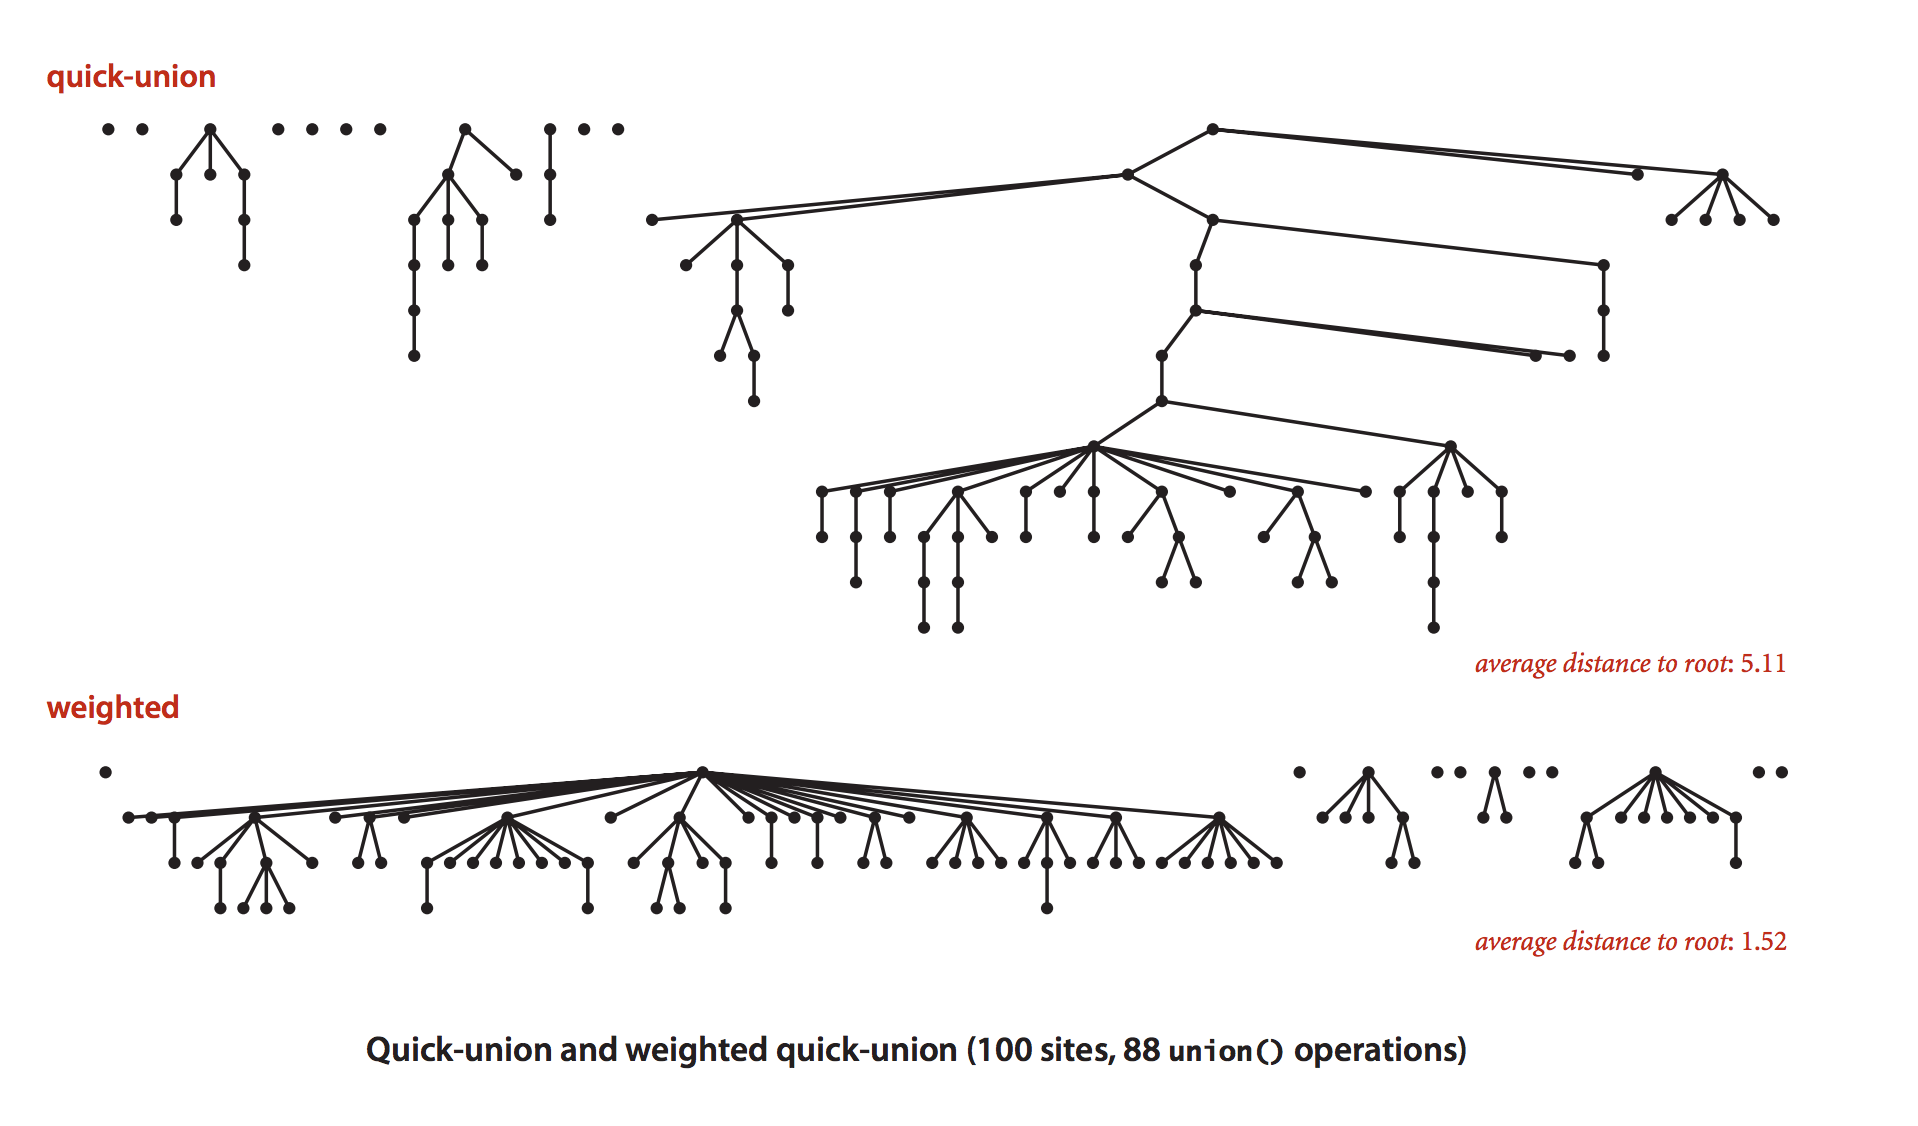 quick-union
average distance to root: 5.11
weighted
average distance to root: 1.52
Quick-union and weighted quick-union (100 sites, 88 union() operations)